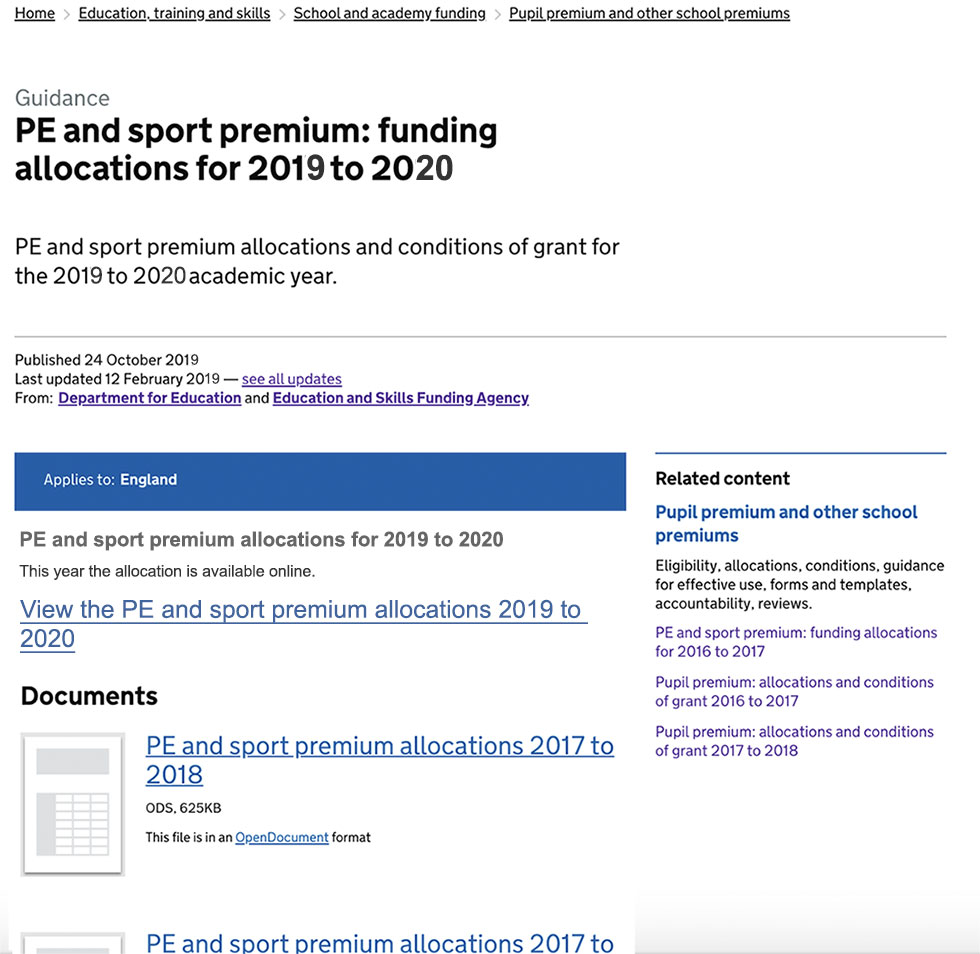 Home > Education, training and skills > School and academy funding > Pupil premium and other school premiums
Guidance
PE and sport premium: funding
allocations for 2019 to 2020
PE and sport premium allocations and conditions of grant for
the 2019 to 2020 academic year.
Published 24 October 2019
Last updated 12 February 2019 — see all updates
From: Department for Education and Education and Skills Funding Agency
Applies to: England
PE and sport premium allocations for 2019 to 2020
This year the allocation is available online.
View the PE and sport premium allocations 2019 to
2020
Documents
PE and sport premium allocations 2017 to
2018
ODS, 625KB
This file is in an OpenDocument format
PE and sport premium allocations 2017 to
Related content
Pupil premium and other school
premiums
Eligibility, allocations, conditions, guidance
for effective use, forms and templates,
accountability, reviews.
PE and sport premium: funding allocations
for 2016 to 2017
Pupil premium: allocations and conditions
of grant 2016 to 2017
Pupil premium: allocations and conditions
of grant 2017 to 2018